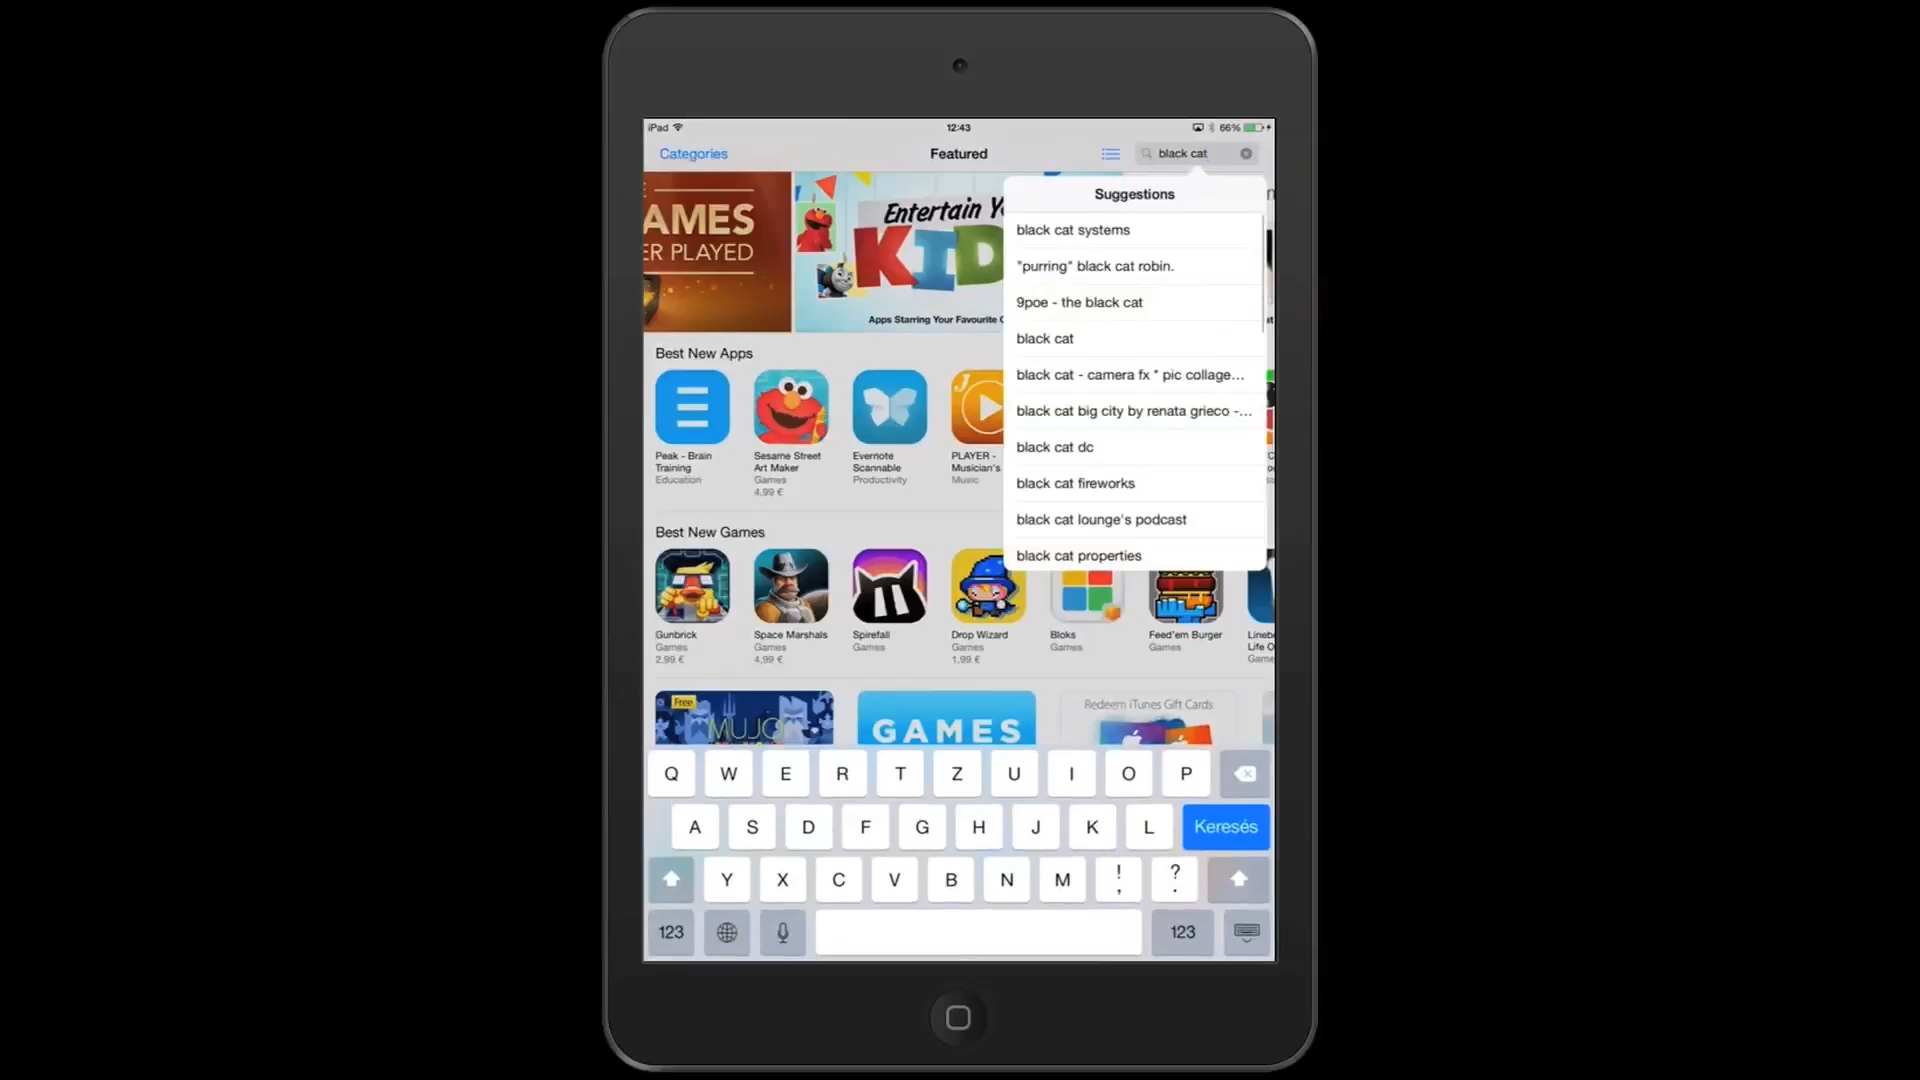 iPad
12:43
66%
Categories
Featured
black cat
AMES
ER PLAYED
Entertain Y
KID
Apps Starring Your Favourite C
Suggestions
black cat systems
"purring" black cat robin.
9poe - the black cat
black cat
black cat - camera fx * pic collage...
black cat big city by renata grieco -...
black cat dc
black cat fireworks
black cat lounge's podcast
black cat properties
Best New Apps
Peak - Brain
Training
Education
Sesame Street
Art Maker
Games
4,99 €
Evernote
Scannable
Productivity
J
PLAYER -
Musician's
Music
Best New Games
Gunbrick
Games
2,99 €
Space Marshals
Games
4,99 €
Spirefall
Games
Drop Wizard
Games
1,99 €
Bloks
Games
Feed'em Burger
Games
Lineb
Life O
Game
Free
MUJO
GAMES
Redeem iTunes Gift Cards
Q W E R T Z U I O P
A S D F G H J K L Keresés
Y X C V B N M ! , ? .
123 123